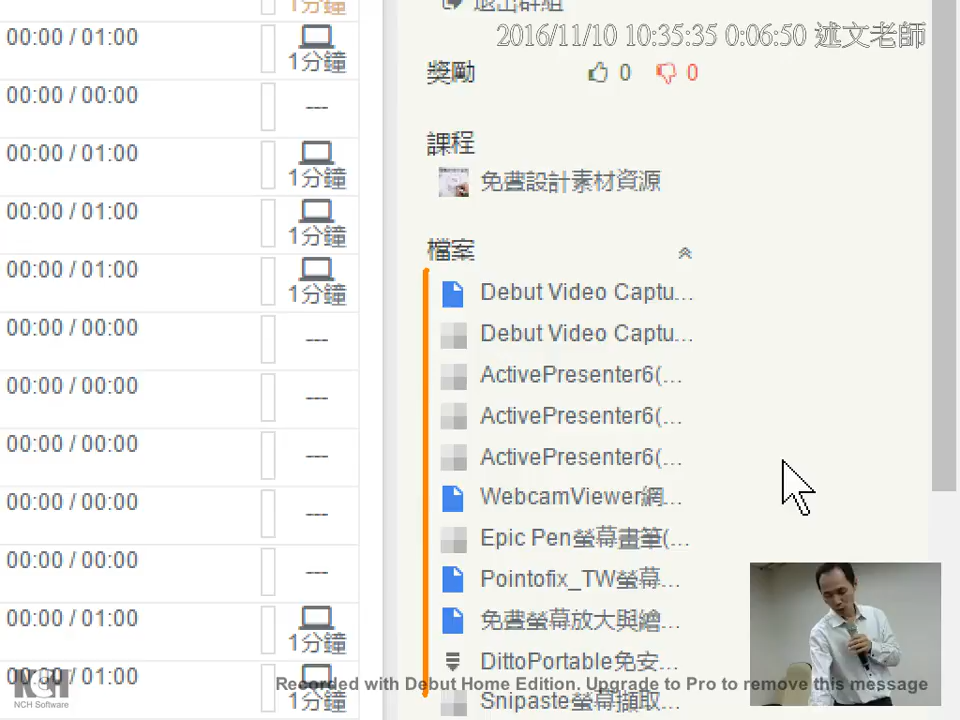 1分鐘
退出群組
2016/11/10 10:35:35 0:06:50 述文老師
00:00 / 01:00
1分鐘
獎勵
0
0
00:00 / 00:00
---
課程
00:00 / 01:00
1分鐘
免費設計素材資源
00:00 / 01:00
1分鐘
檔案
00:00 / 01:00
1分鐘
Debut Video Captu...
00:00 / 00:00
---
Debut Video Captu...
00:00 / 00:00
---
ActivePresenter6(...
ActivePresenter6(...
00:00 / 00:00
---
ActivePresenter6(...
00:00 / 00:00
---
WebcamViewer網...
Epic Pen螢幕畫筆(...
00:00 / 00:00
---
Pointofix_TW螢幕...
00:00 / 01:00
1分鐘
免費螢幕放大與繪...
DittoPortable免安...
00:00 / 01:00
1分鐘
Snipaste螢幕擷取...
NCH
NCH Software
Recorded with Debut Home Edition. Upgrade to Pro to remove this message